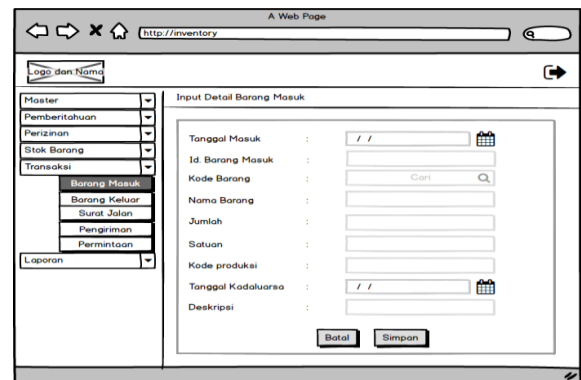 A Web Page
http://inventory
Logo dan Nama
Master
Pemberitahuan
Perizinan
Stok Barang
Transaksi
Barang Masuk
Barang Keluar
Surat Jalan
Pengiriman
Permintaan
Laporan
Input Detail Barang Masuk
Tanggal Masuk : / /
Id. Barang Masuk :
Kode Barang : Cari
Nama Barang :
Jumlah :
Satuan :
Kode produksi :
Tanggal Kadaluarsa : / /
Deskripsi :
Batal Simpan